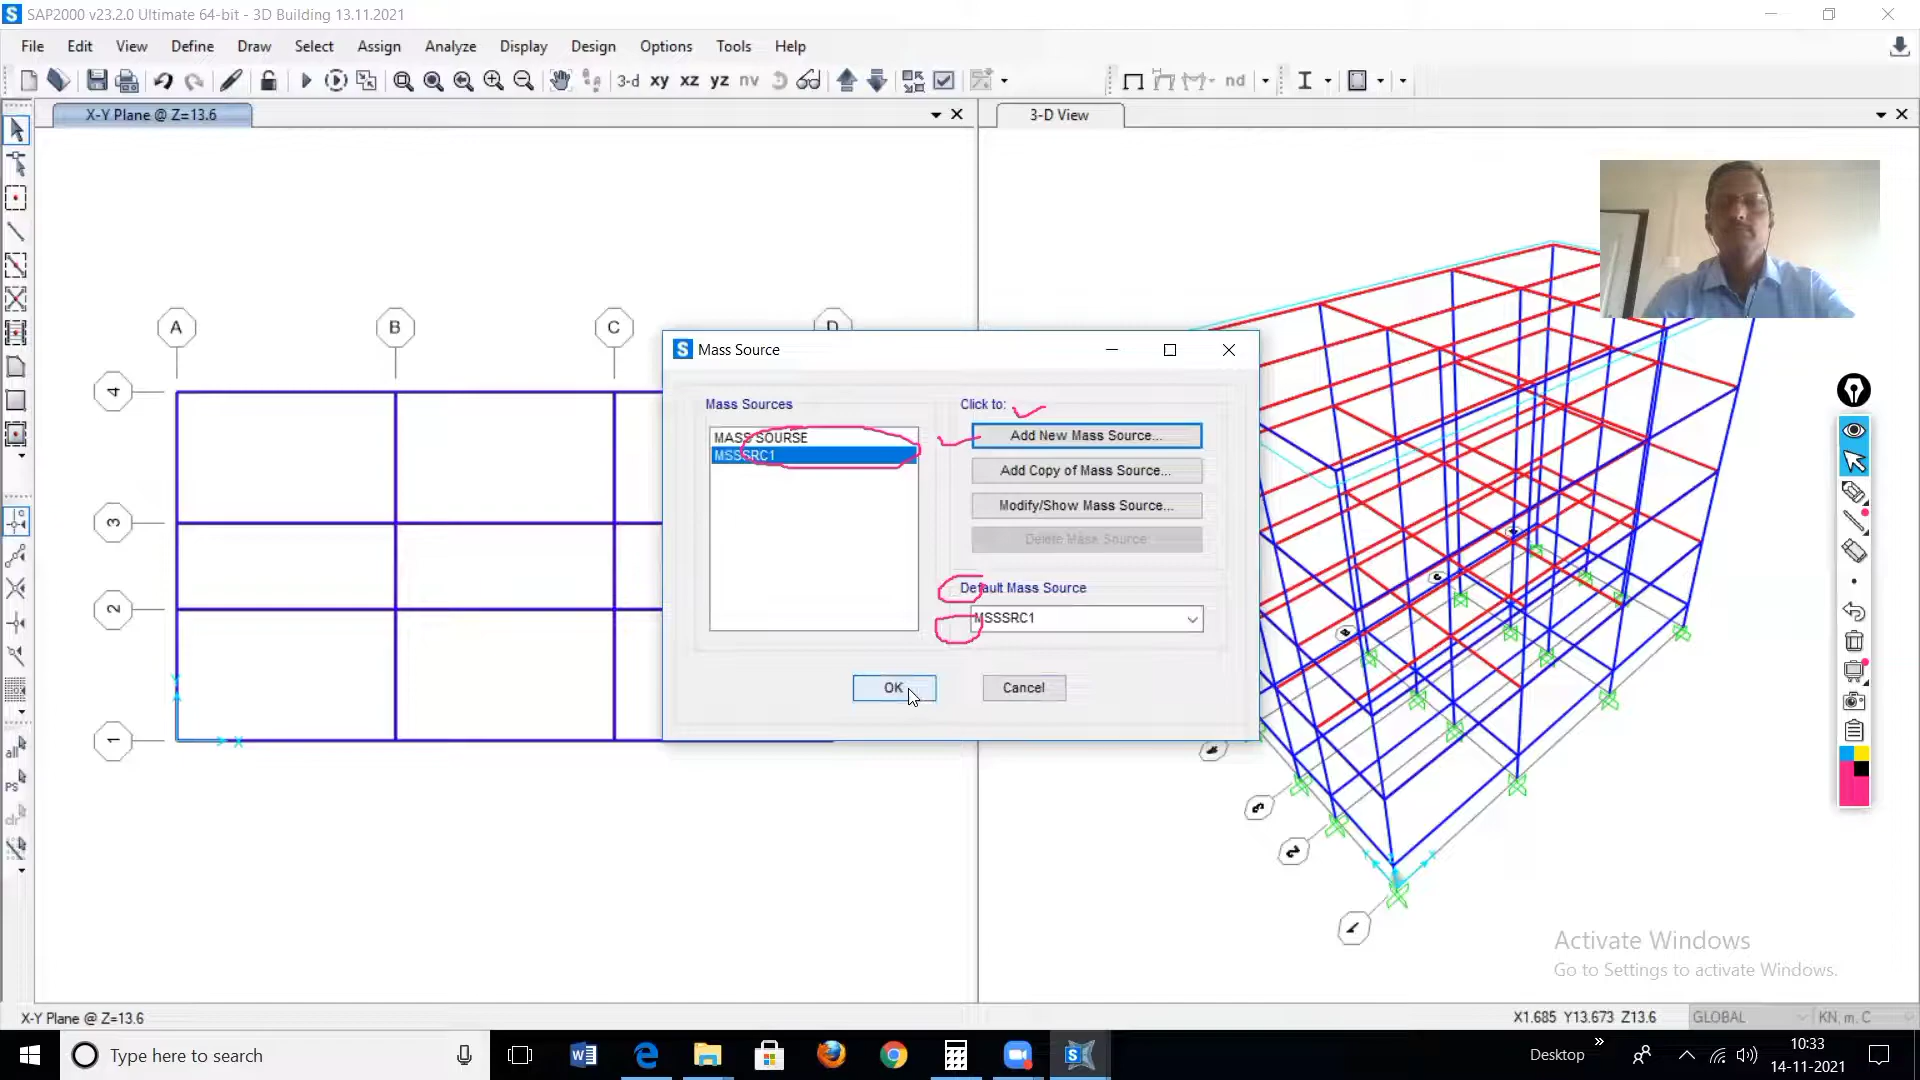 SAP2000 v23.2.0 Ultimate 64-bit - 3D Building 13.11.2021
File Edit View Define Draw Select Assign Analyze Display Design Options Tools Help
3-d xy xz yz nv nd
X-Y Plane @ Z=13.6
3-D View
A B C D
4
3
2
1
Mass Source
Mass Sources
MASS SOURSE
MSSSRC1
Click to:
Add New Mass Source...
Add Copy of Mass Source...
Modify/Show Mass Source...
Delete Mass Source
Default Mass Source
MSSSRC1
OK
Cancel
all
PS
clr
Activate Windows
Go to Settings to activate Windows.
X-Y Plane @ Z=13.6
X1.685 Y13.673 Z13.6
GLOBAL
KN, m, C
Type here to search
Desktop
10:33
14-11-2021